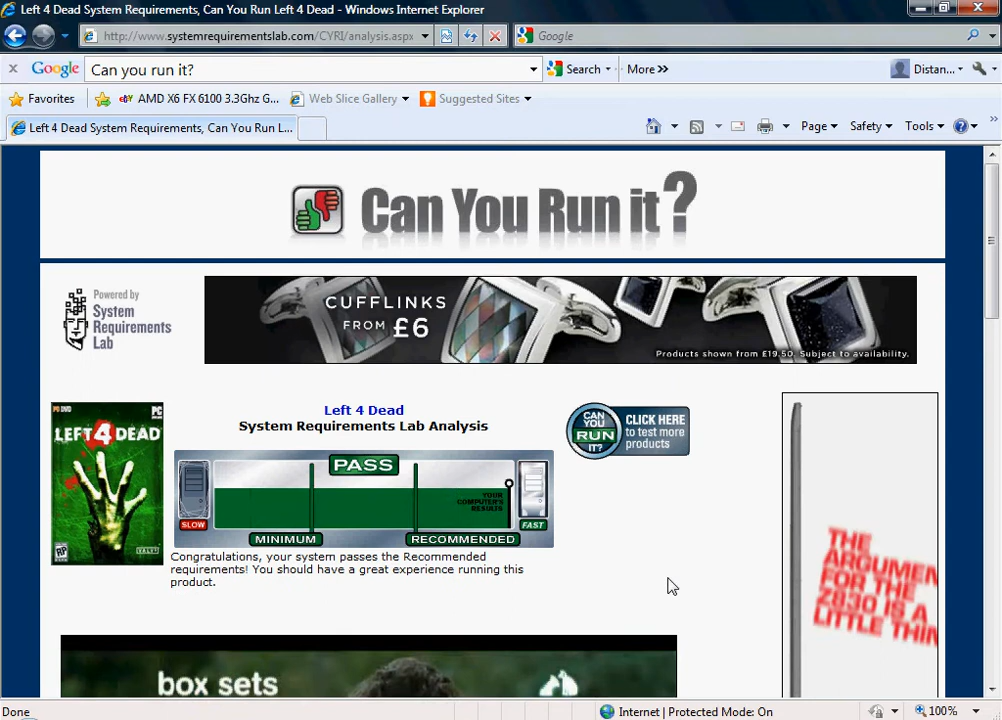 Left 4 Dead System Requirements, Can You Run Left 4 Dead - Windows Internet Explorer
http://www.systemrequirementslab.com/CYRI/analysis.aspx
Google
Google
Can you run it?
Search
More »
Distan...
Favorites
ebY AMD X6 FX 6100 3.3Ghz G...
Web Slice Gallery
Suggested Sites
Left 4 Dead System Requirements, Can You Run L...
Page
Safety
Tools
Can You Run it?
Powered by
System
Requirements
Lab
CUFFLINKS
FROM £6
Products shown from £19.50. Subject to availability.
PC DVD
PC
LEFT 4 DEAD
RP
VALVE
Left 4 Dead
System Requirements Lab Analysis
PASS
YOUR
COMPUTER'S
RESULTS
SLOW
FAST
MINIMUM
RECOMMENDED
Congratulations, your system passes the Recommended
requirements! You should have a great experience running this
product.
CAN
YOU
RUN
IT?
CLICK HERE
to test more
products
THE
ARGUMEN
FOR THE
Z830 IS A
LITTLE THIN
box sets
Done
Internet | Protected Mode: On
100%